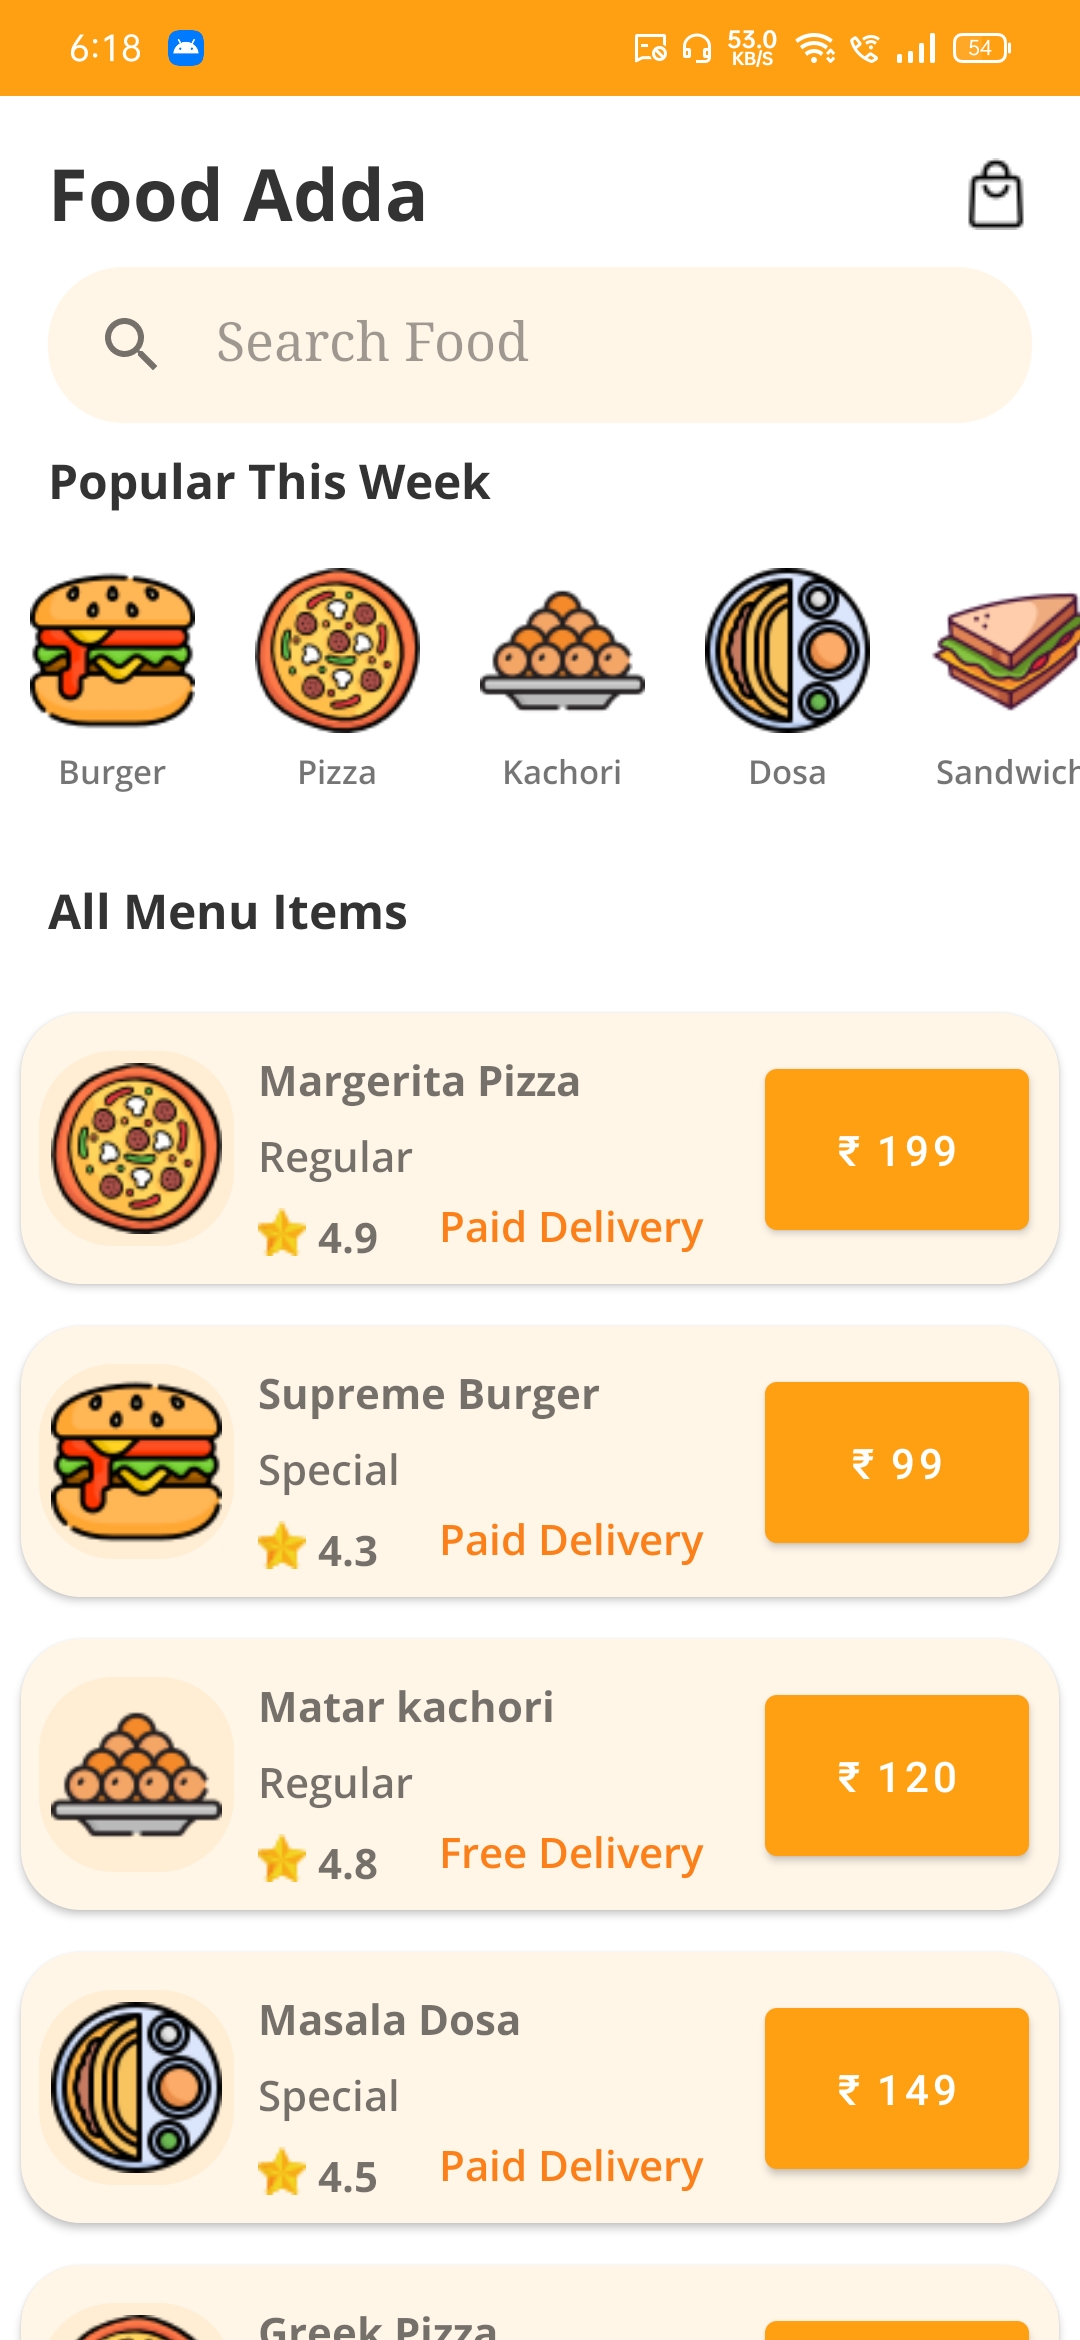 6:18 53.0 KB/S 54
Food Adda
Search Food
Popular This Week
Burger Pizza Kachori Dosa Sandwich
All Menu Items
Margerita Pizza
Regular
4.9 Paid Delivery
₹ 199
Supreme Burger
Special
4.3 Paid Delivery
₹ 99
Matar kachori
Regular
4.8 Free Delivery
₹ 120
Masala Dosa
Special
4.5 Paid Delivery
₹ 149
Greek Pizza